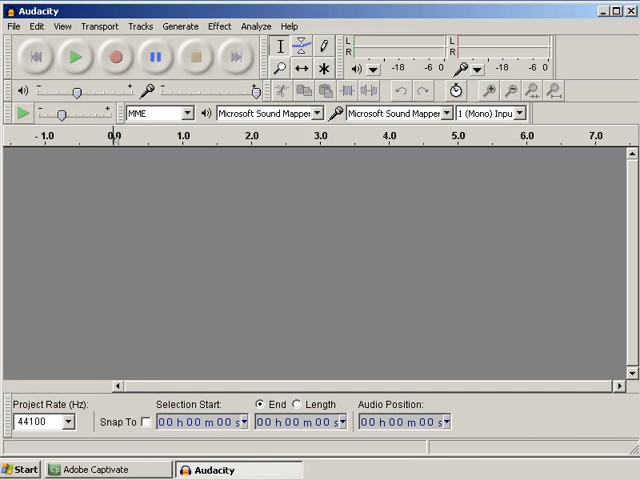 Audacity
File Edit View Transport Tracks Generate Effect Analyze Help
L
R
-18 -6 0
L
R
-18 -6 0
MME Microsoft Sound Mapper Microsoft Sound Mapper 1 (Mono) Inpu
- 1.0 0.0 1.0 2.0 3.0 4.0 5.0 6.0 7.0
Project Rate (Hz): Selection Start: End Length Audio Position:
44100 Snap To 00 h 00 m 00 s 00 h 00 m 00 s 00 h 00 m 00 s
Start Cp Adobe Captivate Audacity